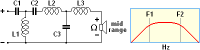 C1 C2 L2 L3
L1 C3 Ω mid
range
F1 F2
Hz